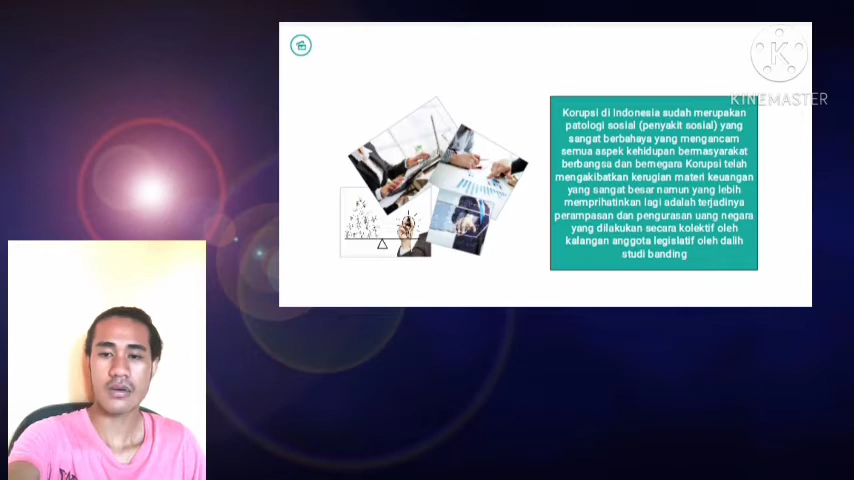 KINEMASTER
Korupsi di Indonesia sudah merupakan
patologi sosial (penyakit sosial) yang
sangat berbahaya yang mengancam
semua aspek kehidupan bermasyarakat
berbangsa dan bernegara Korupsi telah
mengakibatkan kerugian materi keuangan
yang sangat besar namun yang lebih
memprihatinkan lagi adalah terjadinya
perampasan dan pengurasan uang negara
yang dilakukan secara kolektif oleh
kalangan anggota legislatif oleh dalih
studi banding